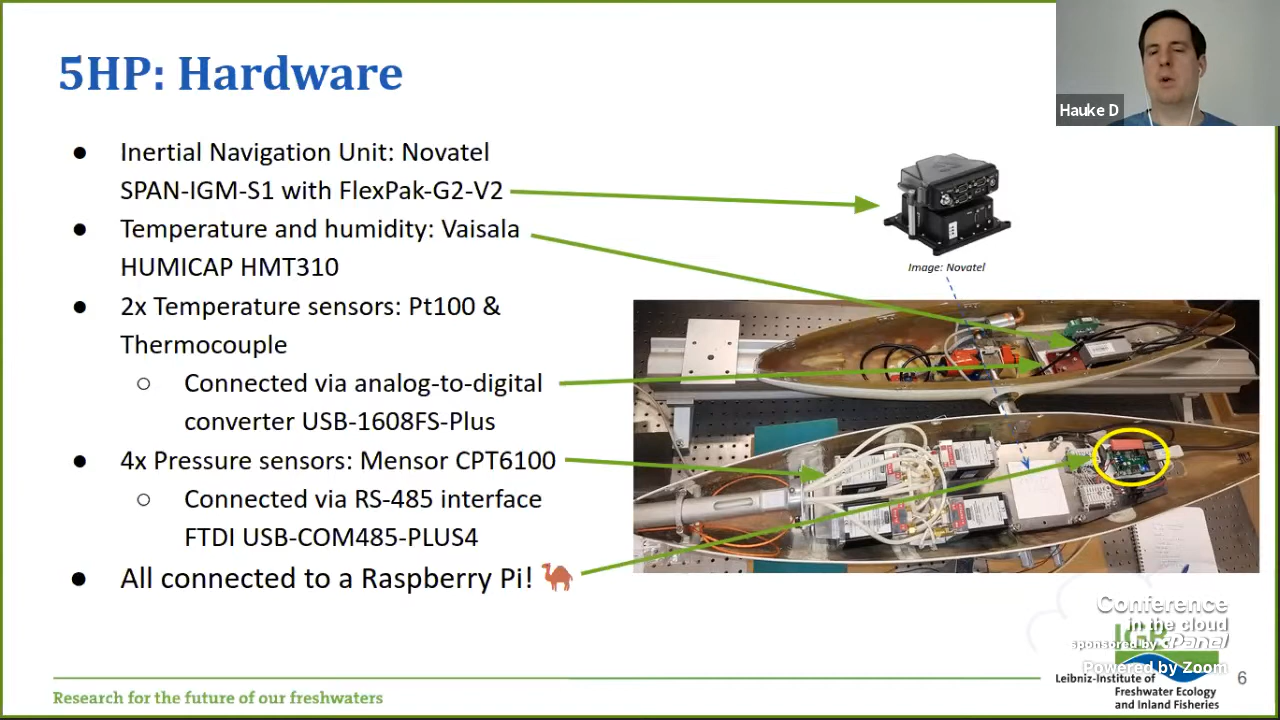 5HP: Hardware
Hauke D
● Inertial Navigation Unit: Novatel
SPAN-IGM-S1 with FlexPak-G2-V2
● Temperature and humidity: Vaisala
HUMICAP HMT310
● 2x Temperature sensors: Pt100 &
Thermocouple
○ Connected via analog-to-digital
converter USB-1608FS-Plus
● 4x Pressure sensors: Mensor CPT6100
○ Connected via RS-485 interface
FTDI USB-COM485-PLUS4
● All connected to a Raspberry Pi! 🐪
Image: Novatel
Conference
in the cloud
sponsored by cPanel
Powered by Zoom
IGB
Leibniz-Institute of
Freshwater Ecology
and Inland Fisheries
6
Research for the future of our freshwaters